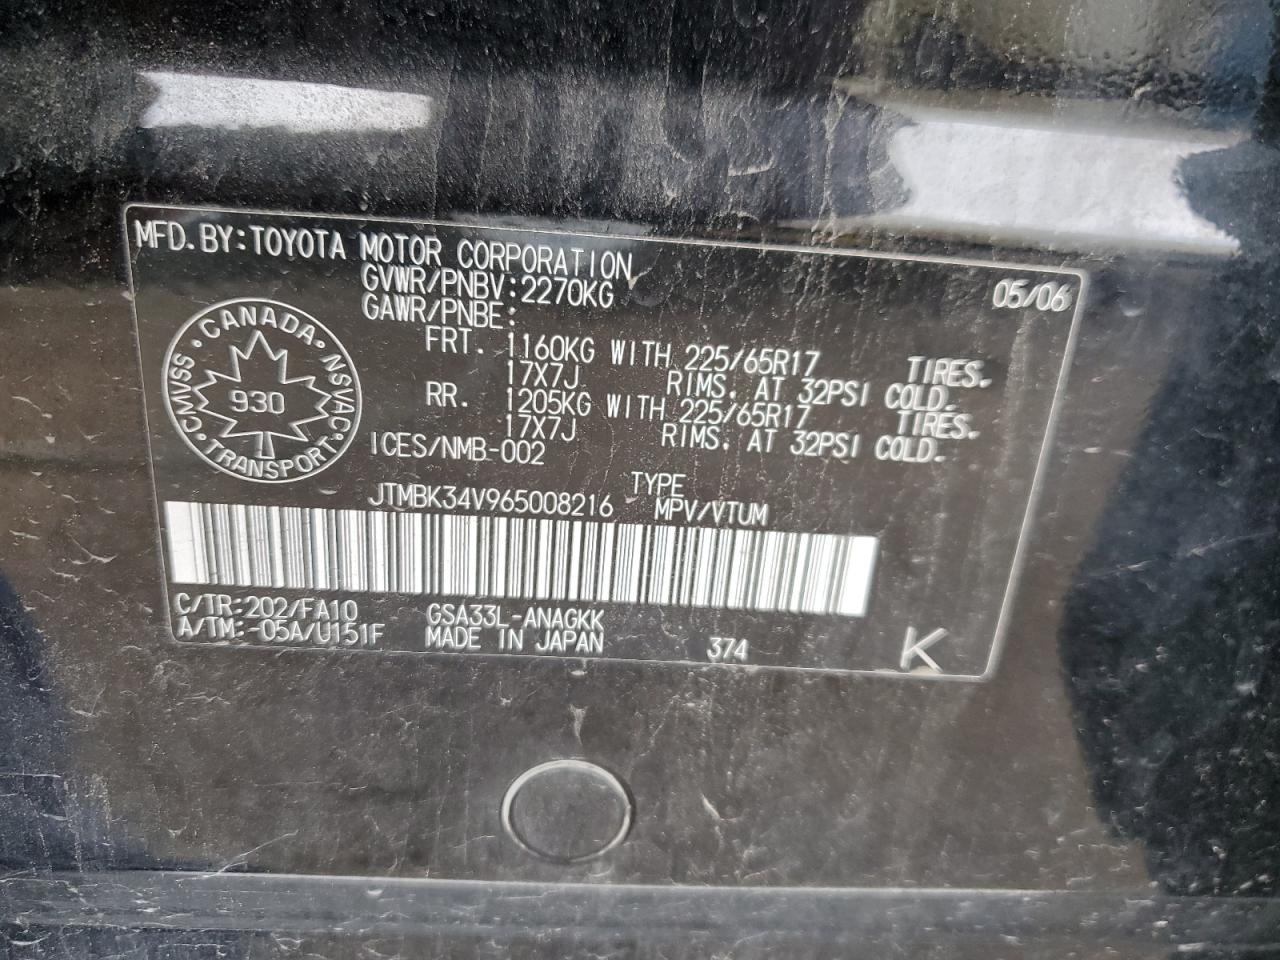 MFD.BY:TOYOTA MOTOR CORPORATION 05/06
GVWR/PNBV:2270KG
GAWR/PNBE:
FRT. 1160KG WITH 225/65R17 TIRES.
17X7J RIMS, AT 32PSI COLD.
RR. 1205KG WITH 225/65R17 TIRES.
17X7J RIMS, AT 32PSI COLD.
ICES/NMB-002
CANADA
CMVSS NSVAC
930
TRANSPORT
JTMBK34V965008216
TYPE
MPV/VTUM
C/TR:202/FA10 GSA33L-ANAGKK
A/TM:-05A/U151F MADE IN JAPAN 374 K